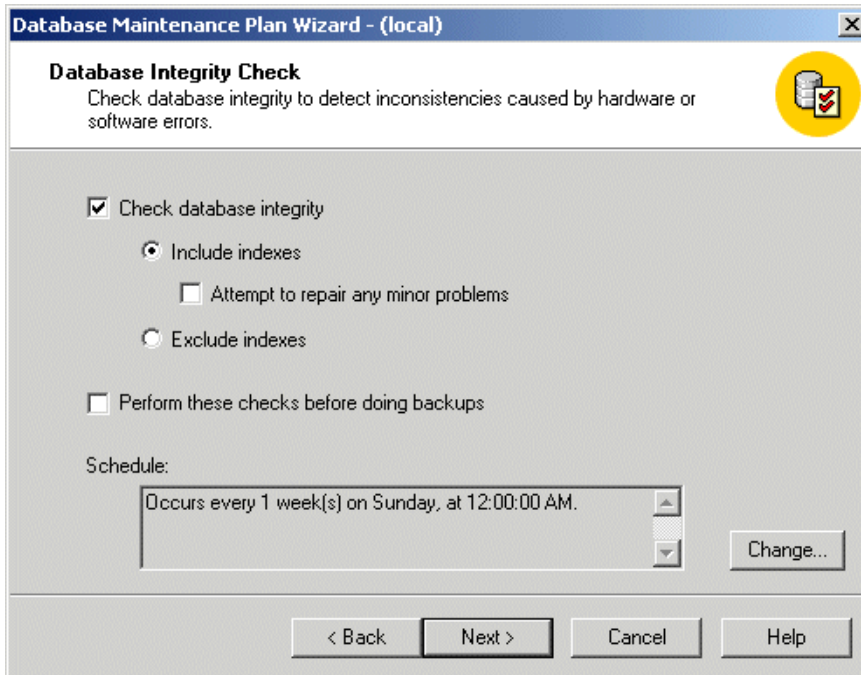 Database Maintenance Plan Wizard - (local)
Database Integrity Check
Check database integrity to detect inconsistencies caused by hardware or
software errors.
Check database integrity
Include indexes
Attempt to repair any minor problems
Exclude indexes
Perform these checks before doing backups
Schedule:
Occurs every 1 week(s) on Sunday, at 12:00:00 AM.
Change...
< Back Next > Cancel Help